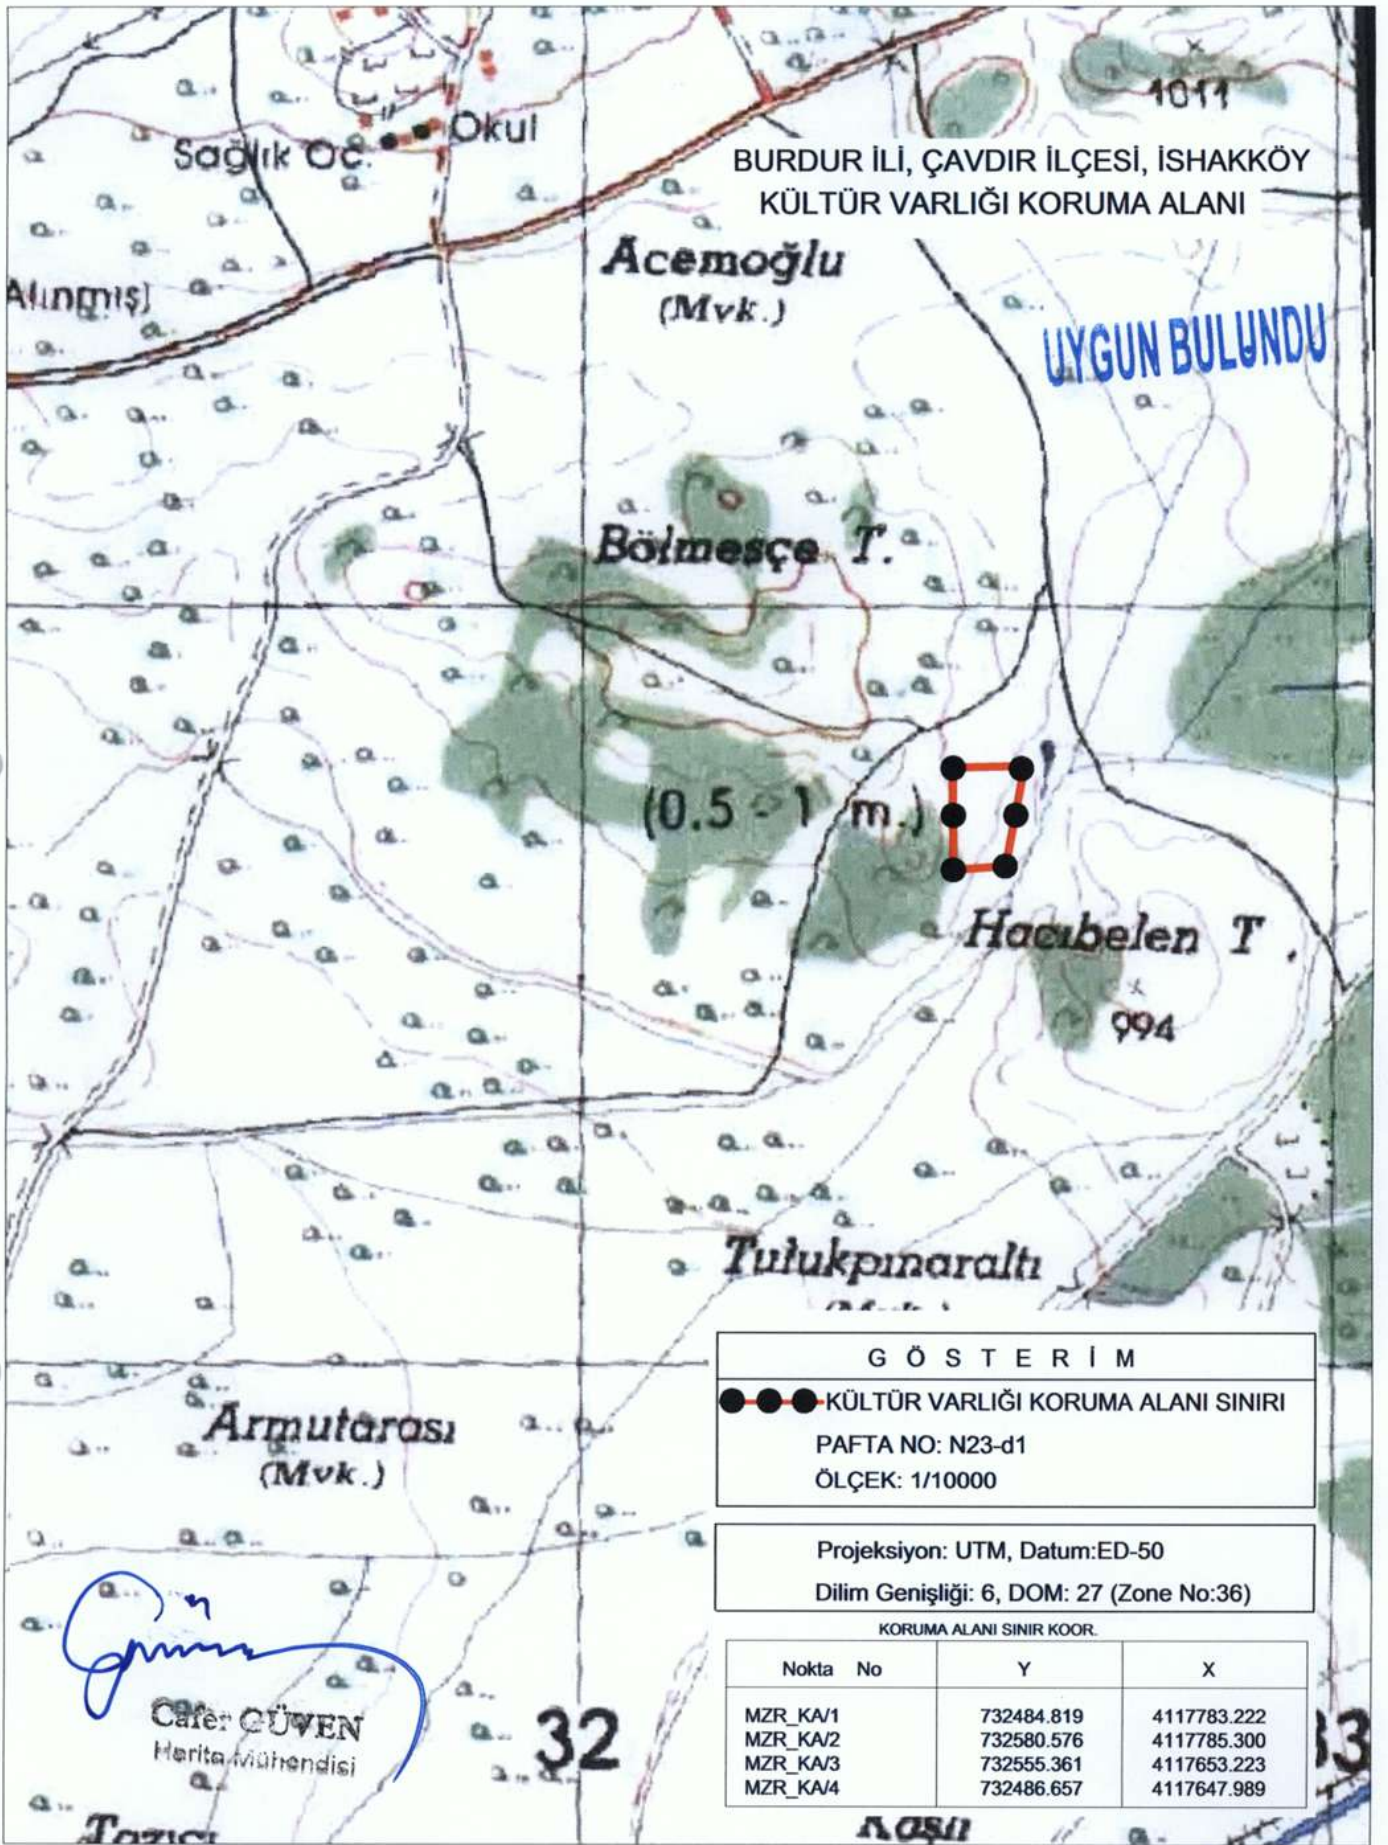 1011
Okul
Sağlık Oc.
BURDUR İLİ, ÇAVDIR İLÇESİ, İSHAKKÖY
KÜLTÜR VARLIĞI KORUMA ALANI
Acemoğlu
(Mvk.)
Alınmış)
UYGUN BULUNDU
Bölmesçe T.
(0.5 - 1 m.)
Hacıbelen T.
994
Tulukpınaraltı
GÖSTERİM
KÜLTÜR VARLIĞI KORUMA ALANI SINIRI
PAFTA NO: N23-d1
ÖLÇEK: 1/10000
Armutarası
(Mvk.)
Projeksiyon: UTM, Datum:ED-50
Dilim Genişliği: 6, DOM: 27 (Zone No:36)
KORUMA ALANI SINIR KOOR.
Nokta No Y X
MZR_KA/1 732484.819 4117783.222
MZR_KA/2 732580.576 4117785.300
MZR_KA/3 732555.361 4117653.223
MZR_KA/4 732486.657 4117647.989
Cafer GÜVEN
Harita Mühendisi
32
33